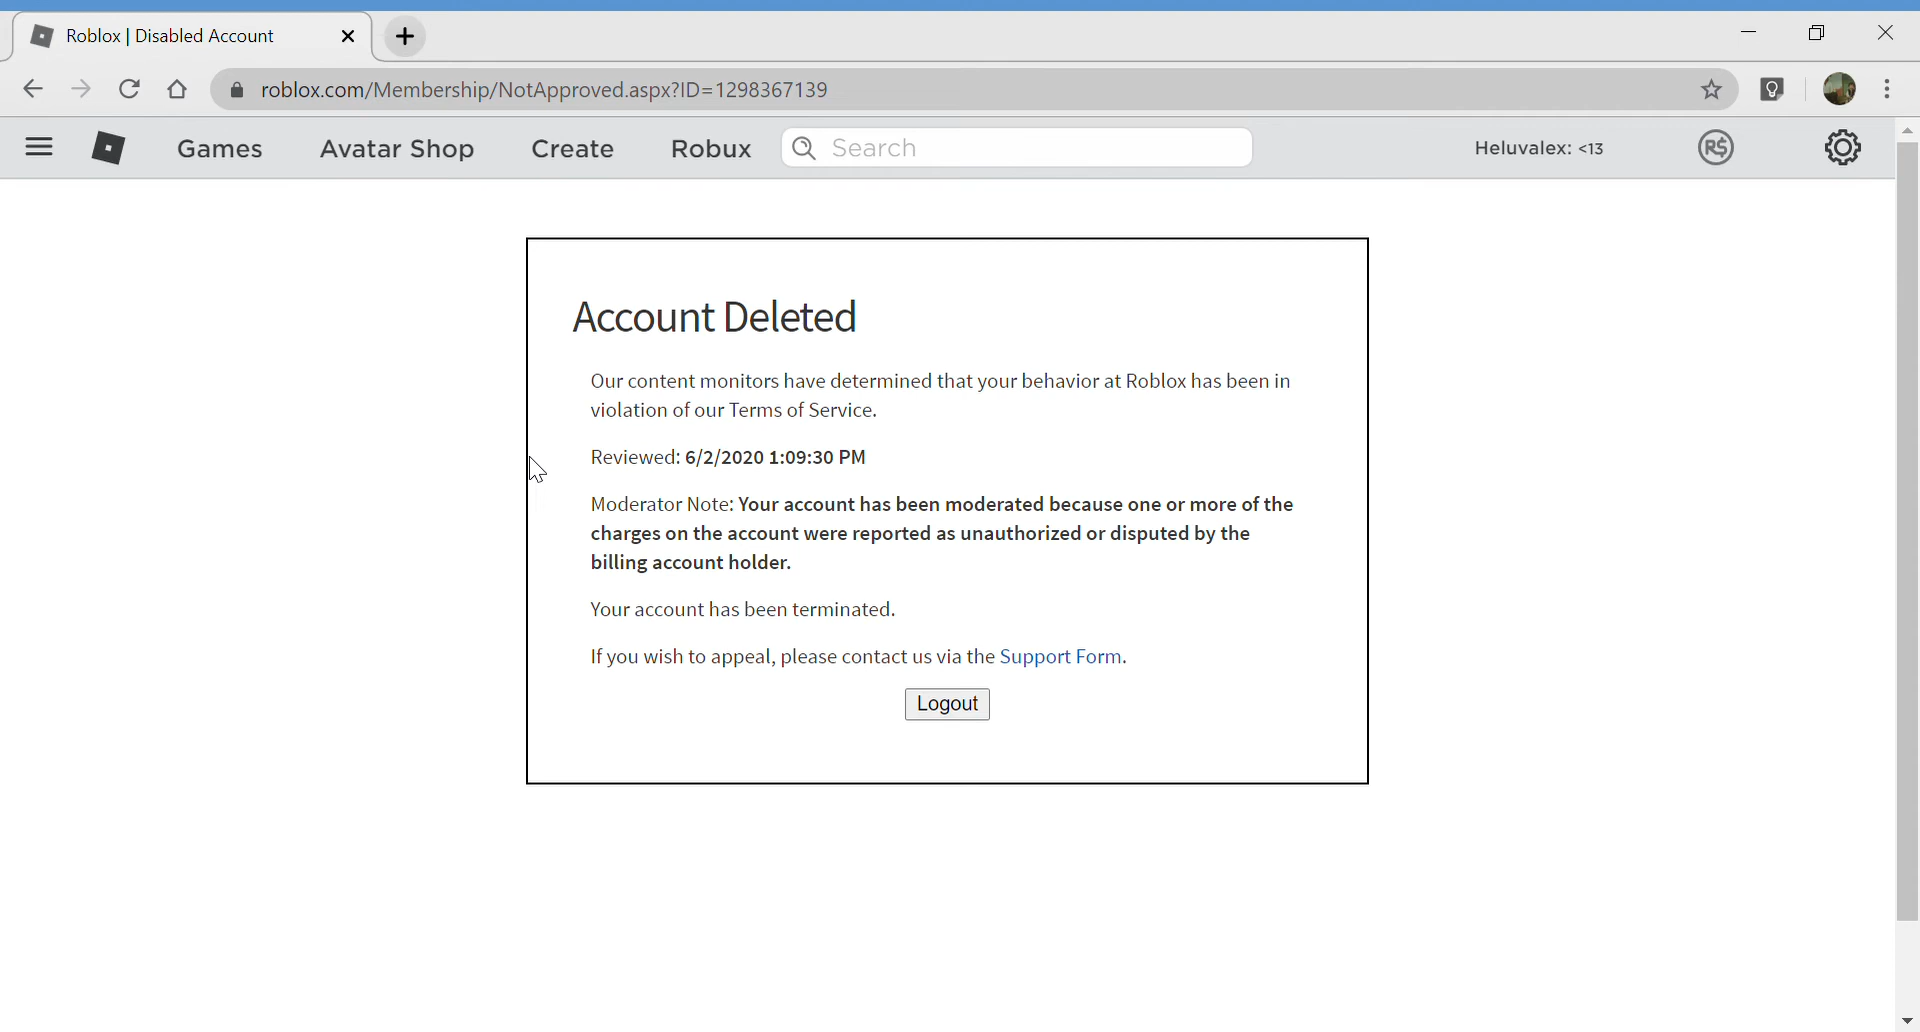 Roblox | Disabled Account
roblox.com/Membership/NotApproved.aspx?ID=1298367139
Games Avatar Shop Create Robux Search Heluvalex: <13 R$
Account Deleted
Our content monitors have determined that your behavior at Roblox has been in
violation of our Terms of Service.
Reviewed: 6/2/2020 1:09:30 PM
Moderator Note: Your account has been moderated because one or more of the
charges on the account were reported as unauthorized or disputed by the
billing account holder.
Your account has been terminated.
If you wish to appeal, please contact us via the Support Form.
Logout